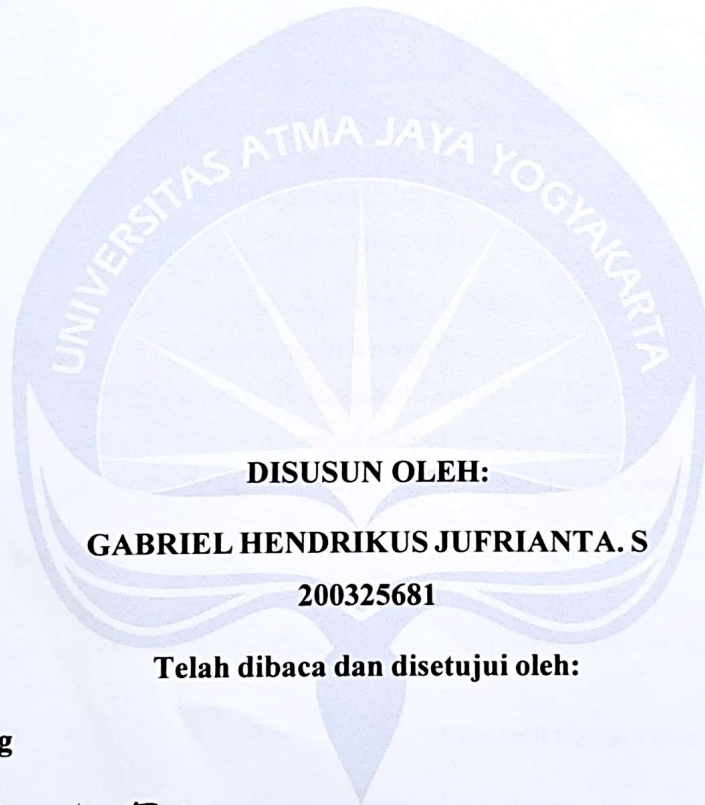 UNIVERSITAS ATMA JAYA YOGYAKARTA
DISUSUN OLEH:
GABRIEL HENDRIKUS JUFRIANTA. S
200325681
Telah dibaca dan disetujui oleh:
g